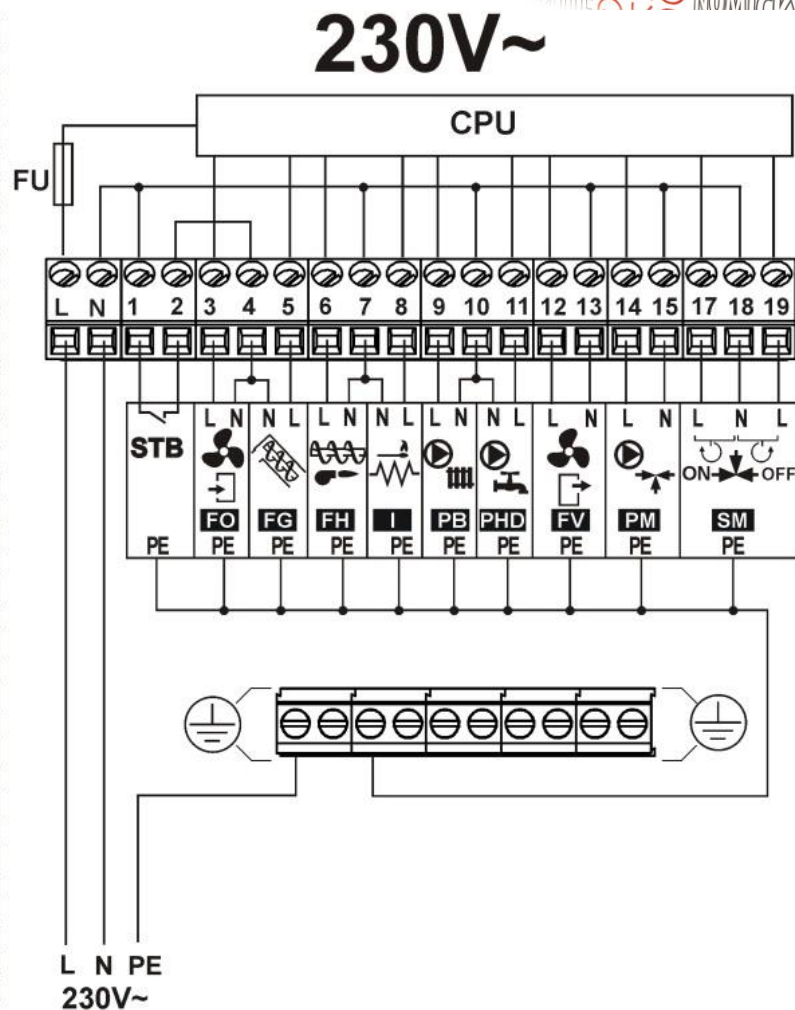 230V~
CPU
FU
L N 1 2 3 4 5 6 7 8 9 10 11 12 13 14 15 17 18 19
L N N L L N N L L N N L L N L N L N L
STB
ON OFF
FO FG FH I PB PHD FV PM SM
PE PE PE PE PE PE PE PE PE PE
L N PE
230V~